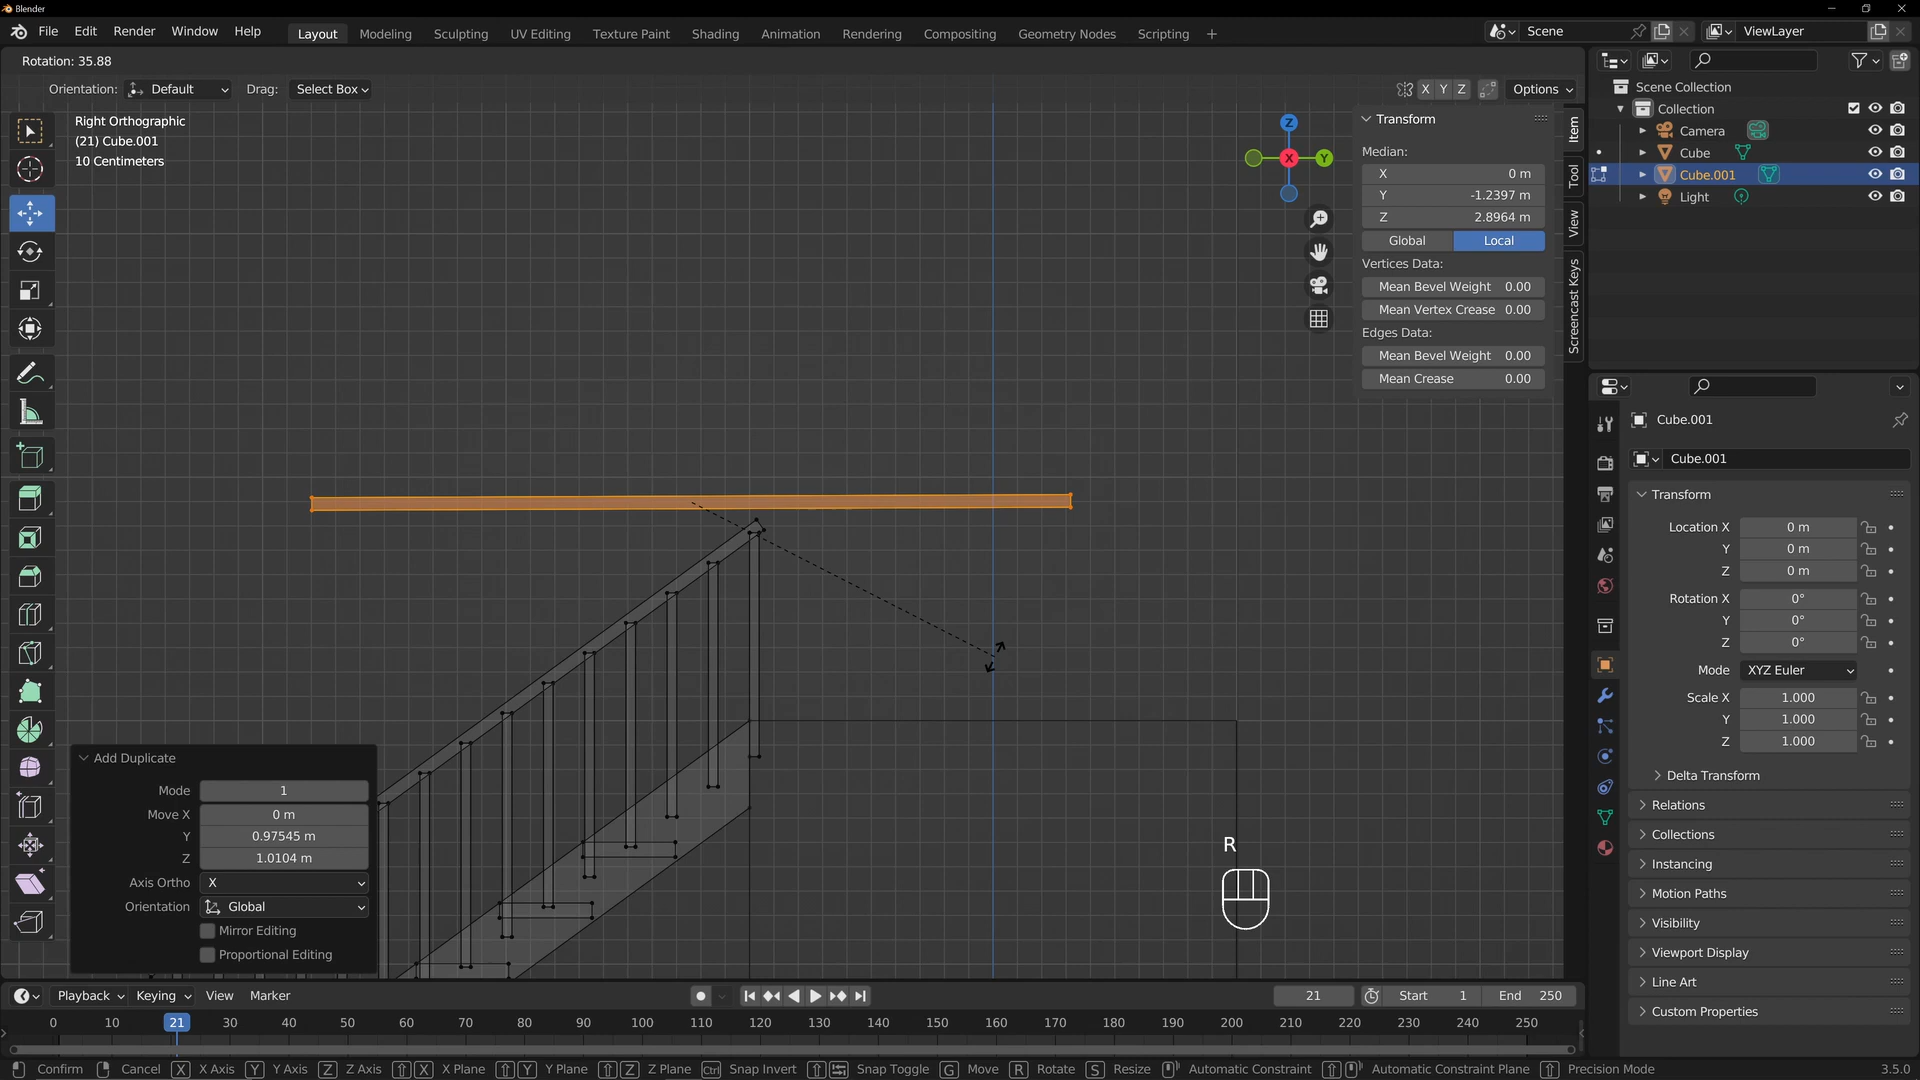 Blender
File Edit Render Window Help Layout Modeling Sculpting UV Editing Texture Paint Shading Animation Rendering Compositing Geometry Nodes Scripting + Scene ViewLayer
Rotation: 35.88
Orientation: Default Drag: Select Box X Y Z Options
Right Orthographic
(21) Cube.001
10 Centimeters
Z
X
Y
Transform
Median:
X 0 m
Y -1.2397 m
Z 2.8964 m
Global Local
Vertices Data:
Mean Bevel Weight 0.00
Mean Vertex Crease 0.00
Edges Data:
Mean Bevel Weight 0.00
Mean Crease 0.00
Item
Tool
View
Screencast Keys
Scene Collection
Collection
Camera
Cube
Cube.001
Light
Cube.001
Cube.001
Transform
Location X 0 m
Y 0 m
Z 0 m
Rotation X 0°
Y 0°
Z 0°
Mode XYZ Euler
Scale X 1.000
Y 1.000
Z 1.000
Delta Transform
Relations
Collections
Instancing
Motion Paths
Visibility
Viewport Display
Line Art
Custom Properties
Add Duplicate
Mode 1
Move X 0 m
Y 0.97545 m
Z 1.0104 m
Axis Ortho X
Orientation Global
Mirror Editing
Proportional Editing
R
Playback Keying View Marker 21 Start 1 End 250
0 10 21 30 40 50 60 70 80 90 100 110 120 130 140 150 160 170 180 190 200 210 220 230 240 250
Confirm Cancel X X Axis Y Y Axis Z Z Axis X X Plane Y Y Plane Z Z Plane Ctrl Snap Invert Snap Toggle G Move R Rotate S Resize Automatic Constraint Automatic Constraint Plane Precision Mode 3.5.0